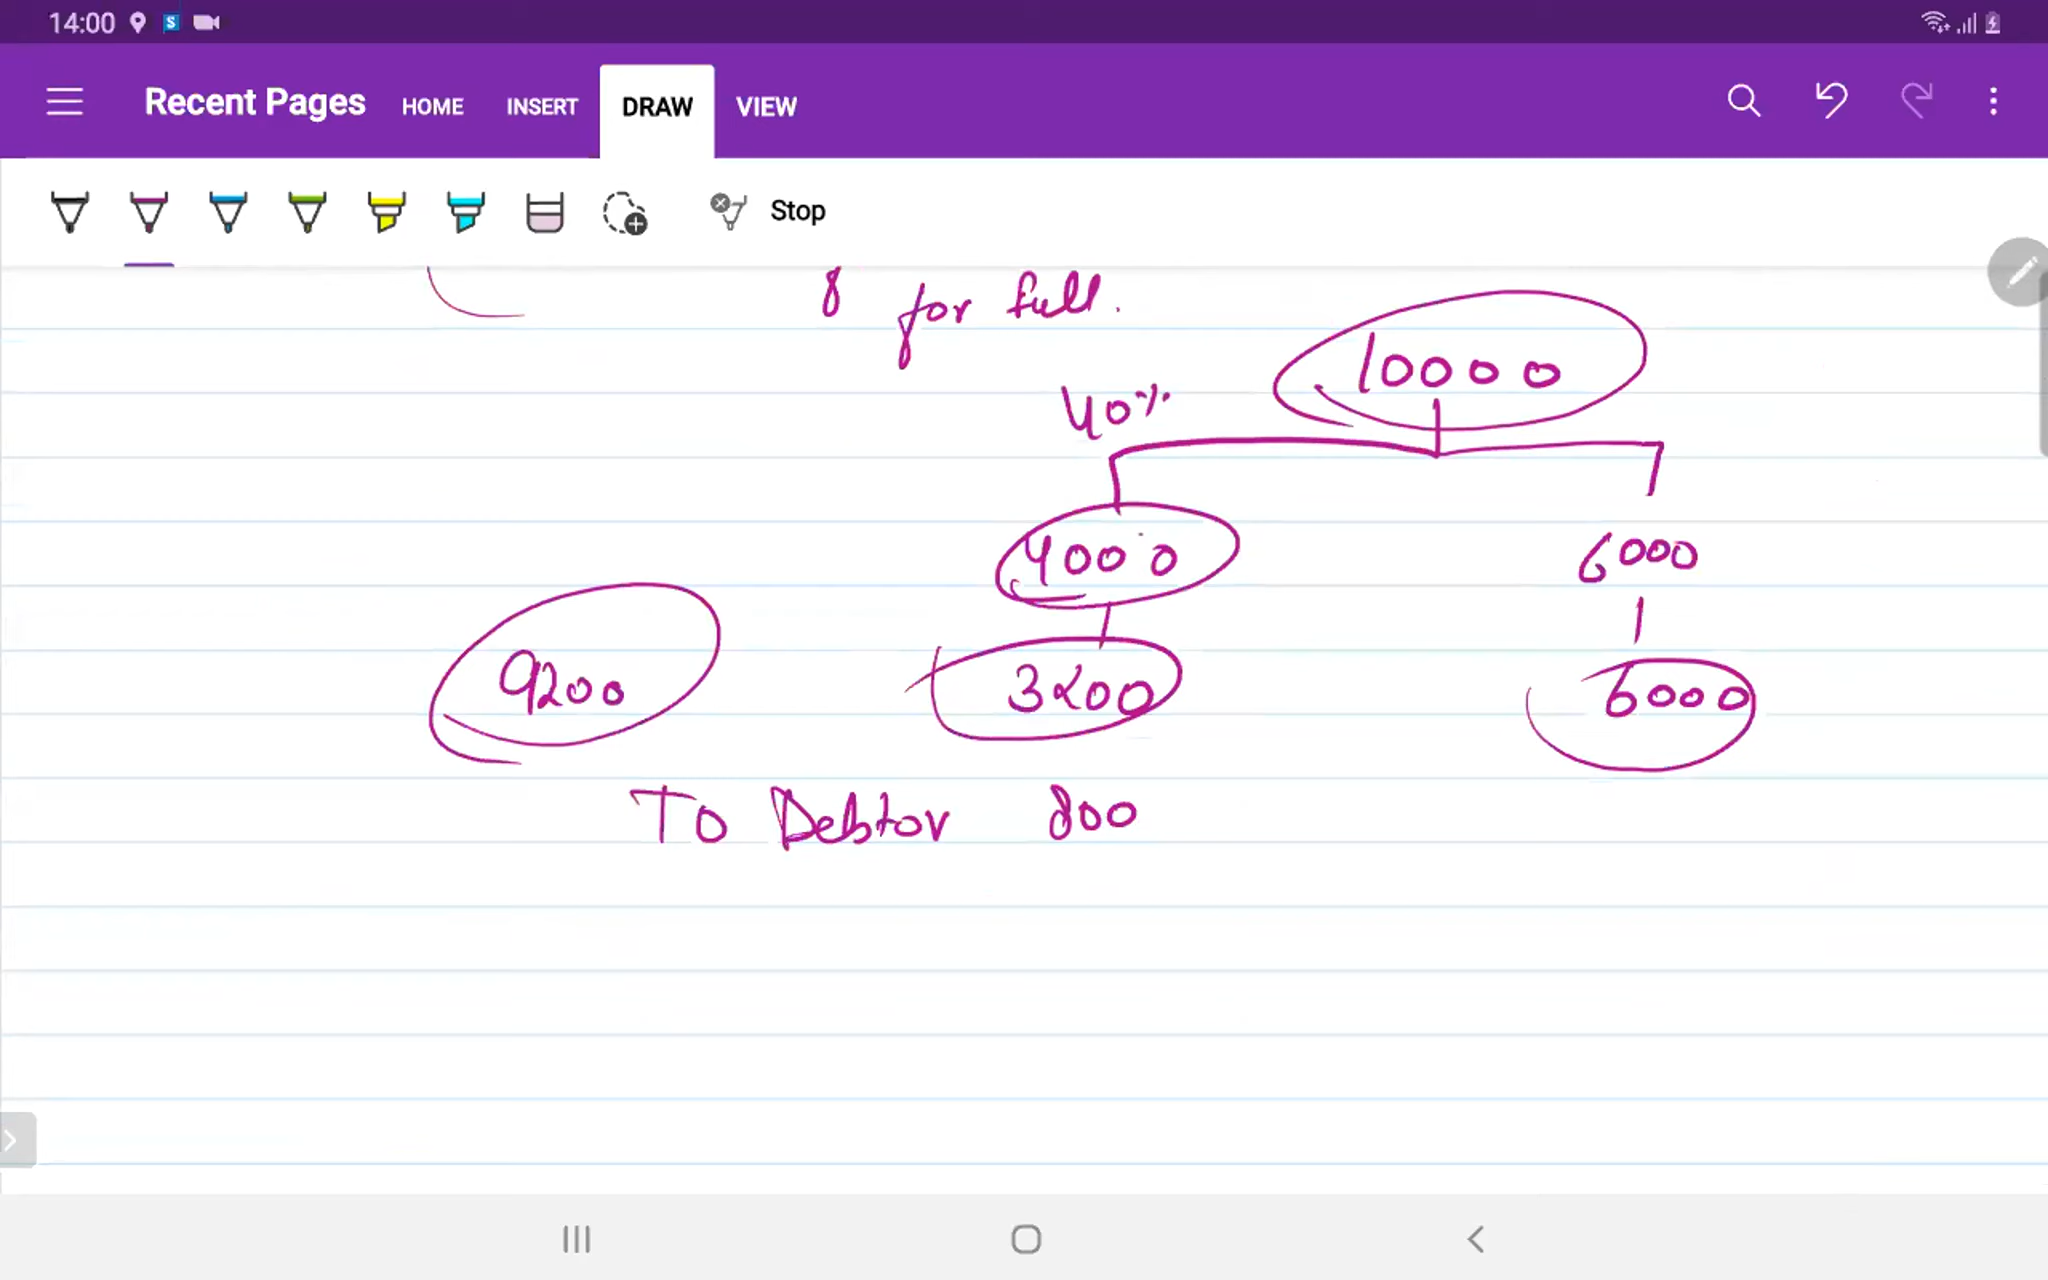 14:00
Recent Pages HOME INSERT DRAW VIEW
Stop
for full.
10000
40%
4000 6000
9200 3200 6000
To Debtor 800